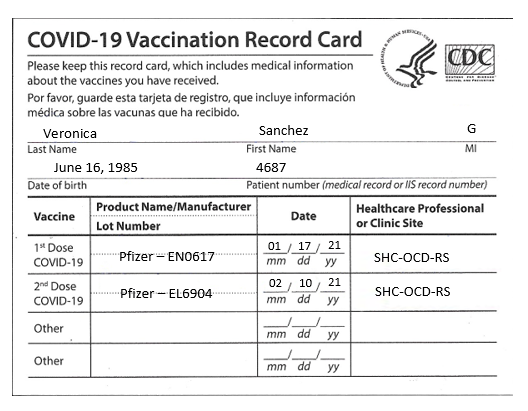 COVID-19 Vaccination Record Card
Please keep this record card, which includes medical information
about the vaccines you have received.
Por favor, guarde esta tarjeta de registro, que incluye información
médica sobre las vacunas que ha recibido.
DEPARTMENT OF HEALTH & HUMAN SERVICES • USA
CDC
CENTERS FOR DISEASE
CONTROL AND PREVENTION
Veronica Sanchez G
Last Name First Name MI
June 16, 1985 4687
Date of birth Patient number (medical record or IIS record number)
Vaccine Product Name/Manufacturer Date Healthcare Professional
Lot Number or Clinic Site
1st Dose 01 / 17 / 21
COVID-19 Pfizer – EN0617 mm dd yy SHC-OCD-RS
2nd Dose 02 / 10 / 21
COVID-19 Pfizer – EL6904 mm dd yy SHC-OCD-RS
Other / /
mm dd yy
Other / /
mm dd yy